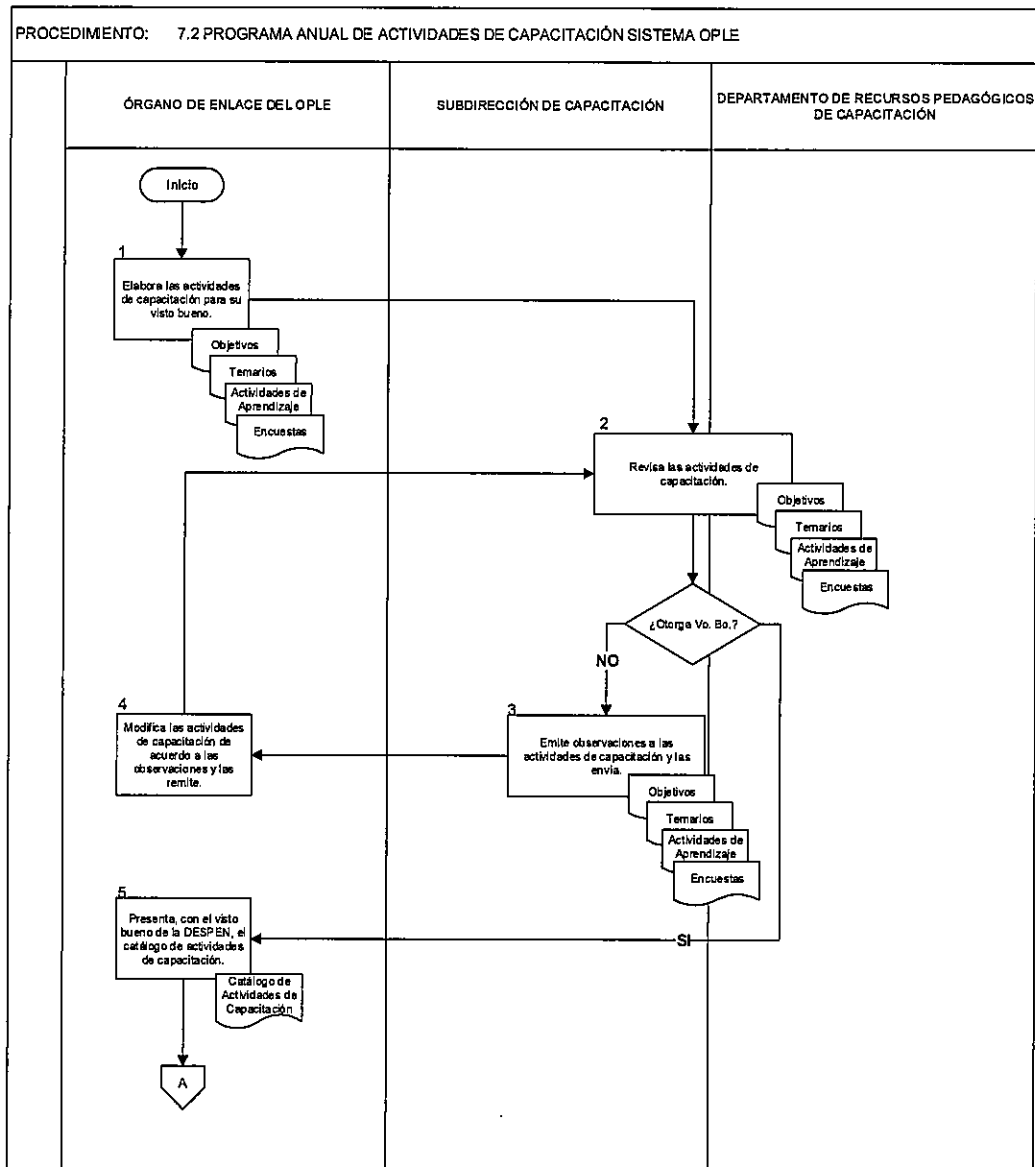 PROCEDIMIENTO: 7.2 PROGRAMA ANUAL DE ACTIVIDADES DE CAPACITACIÓN SISTEMA OPLE
ÓRGANO DE ENLACE DEL OPLE
SUBDIRECCIÓN DE CAPACITACIÓN
DEPARTAMENTO DE RECURSOS PEDAGÓGICOS
DE CAPACITACIÓN
Inicio
1
Elabora las actividades
de capacitación para su
visto bueno.
Objetivos
Temarios
Actividades de
Aprendizaje
Encuestas
2
Revisa las actividades de
capacitación.
Objetivos
Temarios
Actividades de
Aprendizaje
Encuestas
¿Otorga Vo. Bo.?
NO
3
Emite observaciones a las
actividades de capacitación y las
envía.
Objetivos
Temarios
Actividades de
Aprendizaje
Encuestas
4
Modifica las actividades
de capacitación de
acuerdo a las
observaciones y las
remite.
SI
5
Presenta, con el visto
bueno de la DESPEN, el
catálogo de actividades
de capacitación.
Catálogo de
Actividades de
Capacitación
A